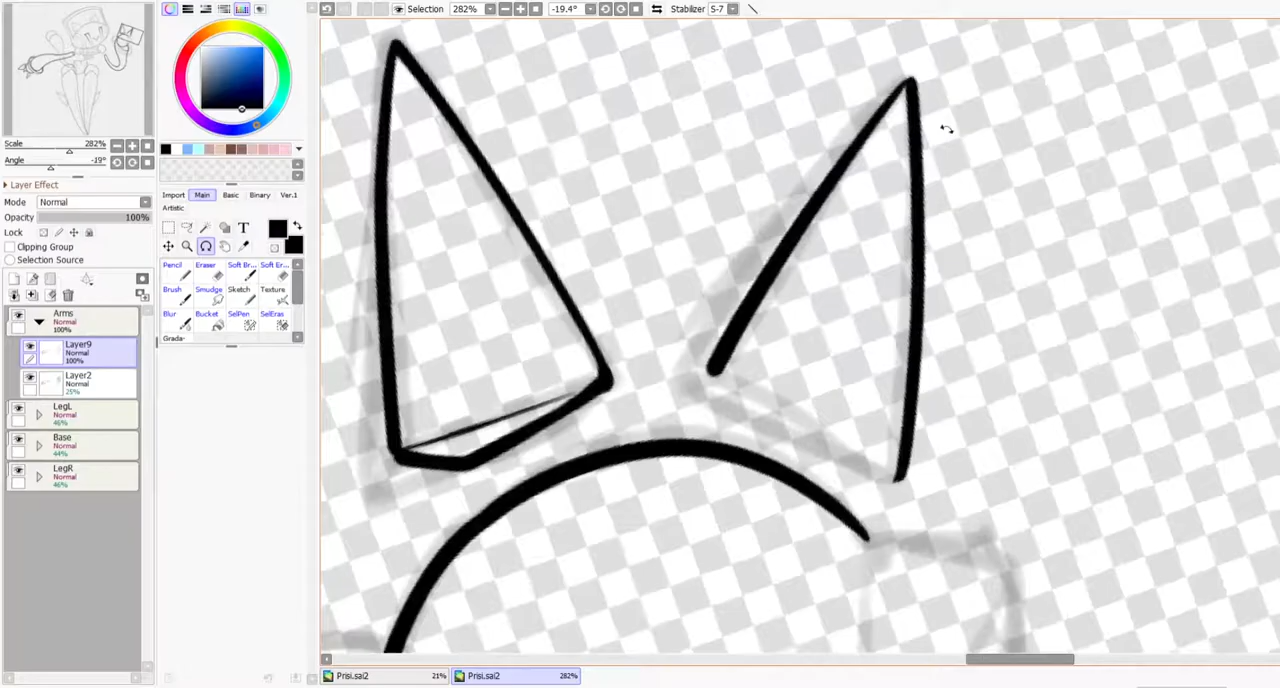 Selection 282% -19.4° Stabilizer S-7
Scale 282%
Angle -19°
Layer Effect
Mode Normal
Opacity 100%
Lock
Clipping Group
Selection Source
Import Main Basic Binary Ver.1
Artistic
T
Pencil Eraser Soft Br... Soft Er...
Brush Smudge Sketch Texture
Blur Bucket SelPen SelEras
Grada-
Arms
Normal
100%
Layer9
Normal
100%
Layer2
Normal
25%
LegL
Normal
46%
Base
Normal
44%
LegR
Normal
46%
Prisi.sai2 21% Prisi.sai2 282%